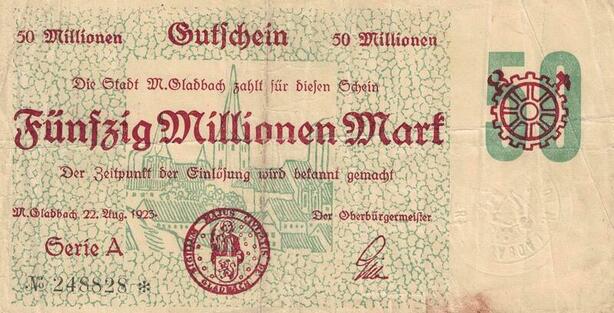 50 Millionen Gutschein 50 Millionen
Die Stadt M.Gladbach zahlt für diesen Schein
Fünfzig Millionen Mark
Der Zeitpunkt der Einlösung wird bekannt gemacht
M.Gladbach, 22. Aug. 1923. Der Oberbürgermeister
Serie A
No 248828 *
50